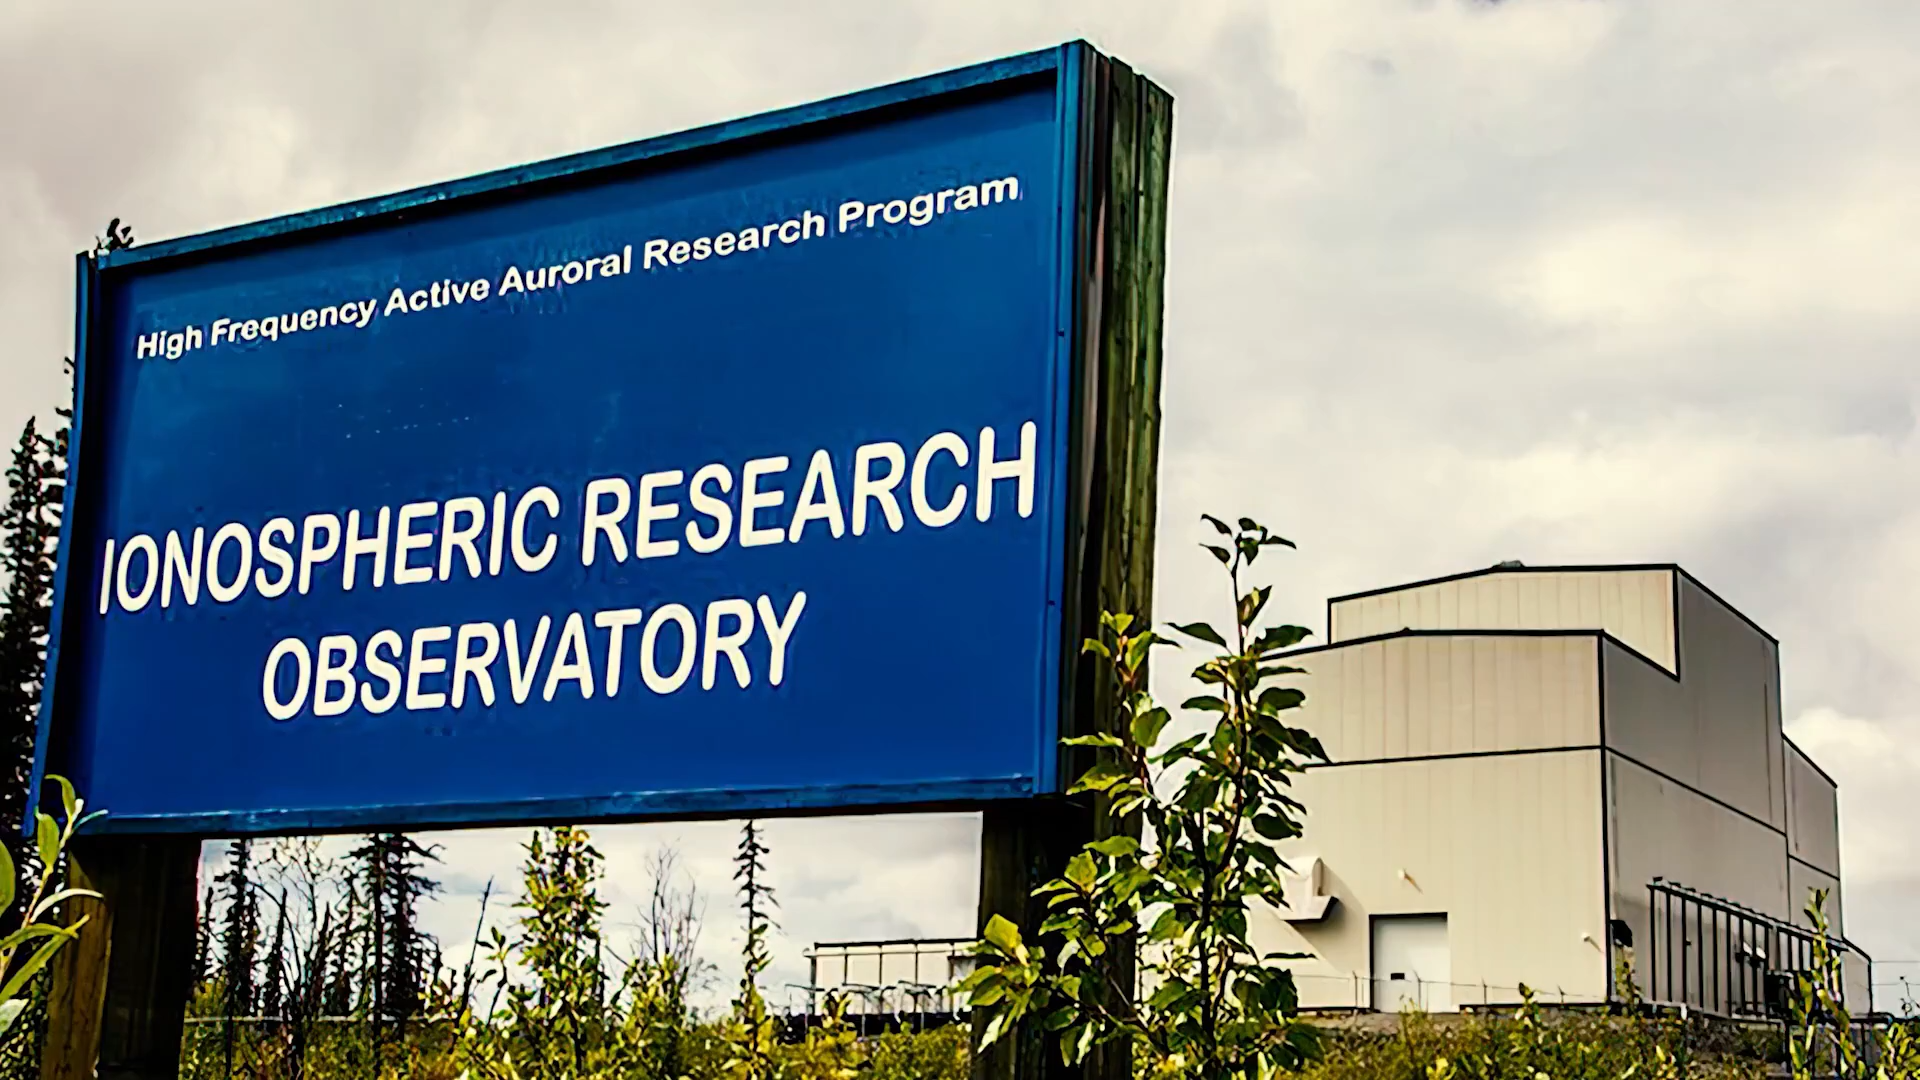 High Frequency Active Auroral Research Program
IONOSPHERIC RESEARCH
OBSERVATORY